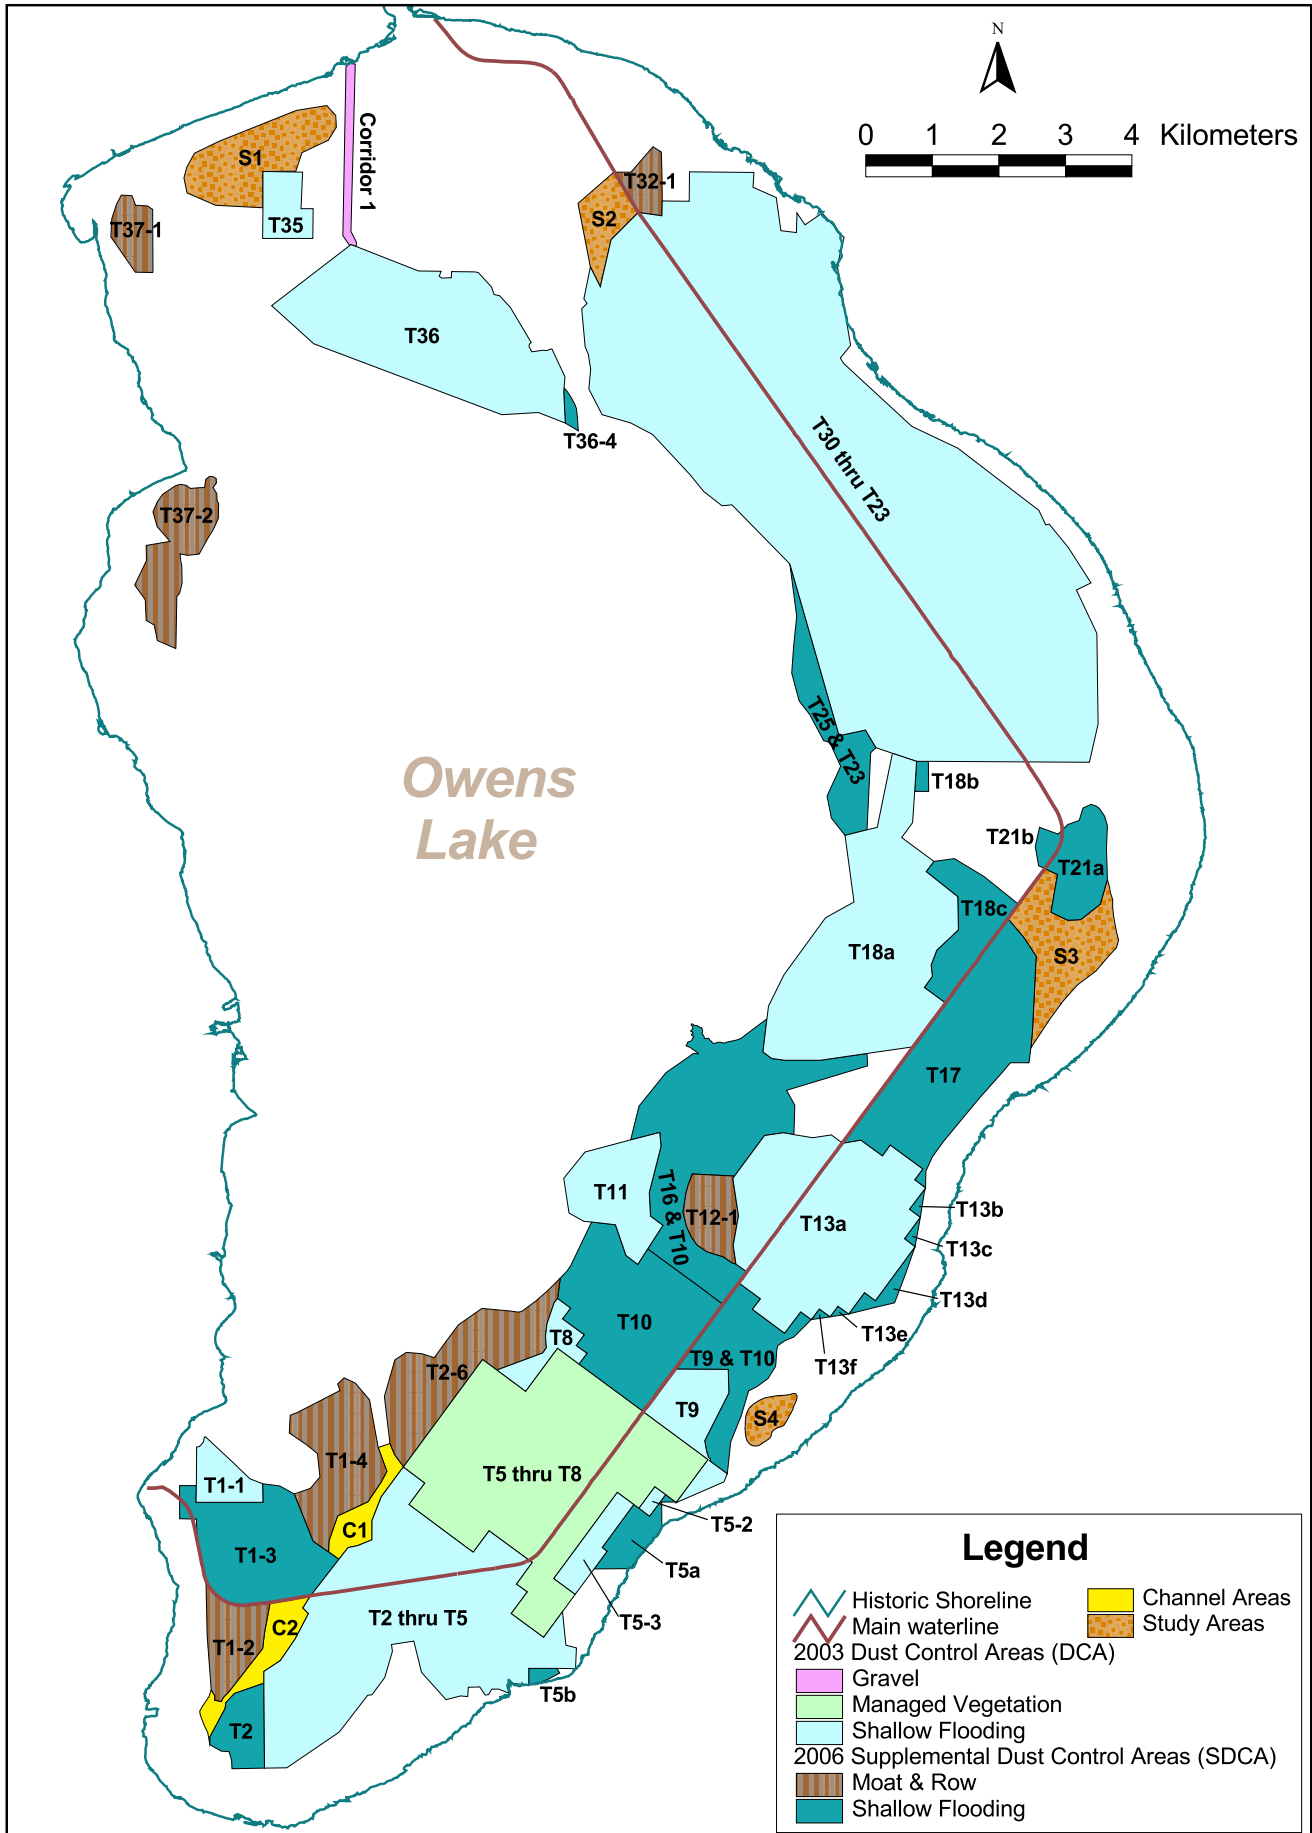 N
0 1 2 3 4 Kilometers
Corridor 1
S1
T35
T37-1
T32-1
S2
T36
T36-4
T30 thru T23
T37-2
T25 & T23
T18b
Owens
Lake
T21b
T21a
T18c
T18a
S3
T17
T11
T16 & T10
T12-1
T13a
T13b
T13c
T13d
T13e
T13f
T10
T8
T9 & T10
T2-6
T9
S4
T1-4
T5 thru T8
T1-1
C1
T5-2
T1-3
T5a
T5-3
T2 thru T5
C2
T1-2
T5b
T2
Legend
Historic Shoreline
Main waterline
Channel Areas
Study Areas
2003 Dust Control Areas (DCA)
Gravel
Managed Vegetation
Shallow Flooding
2006 Supplemental Dust Control Areas (SDCA)
Moat & Row
Shallow Flooding